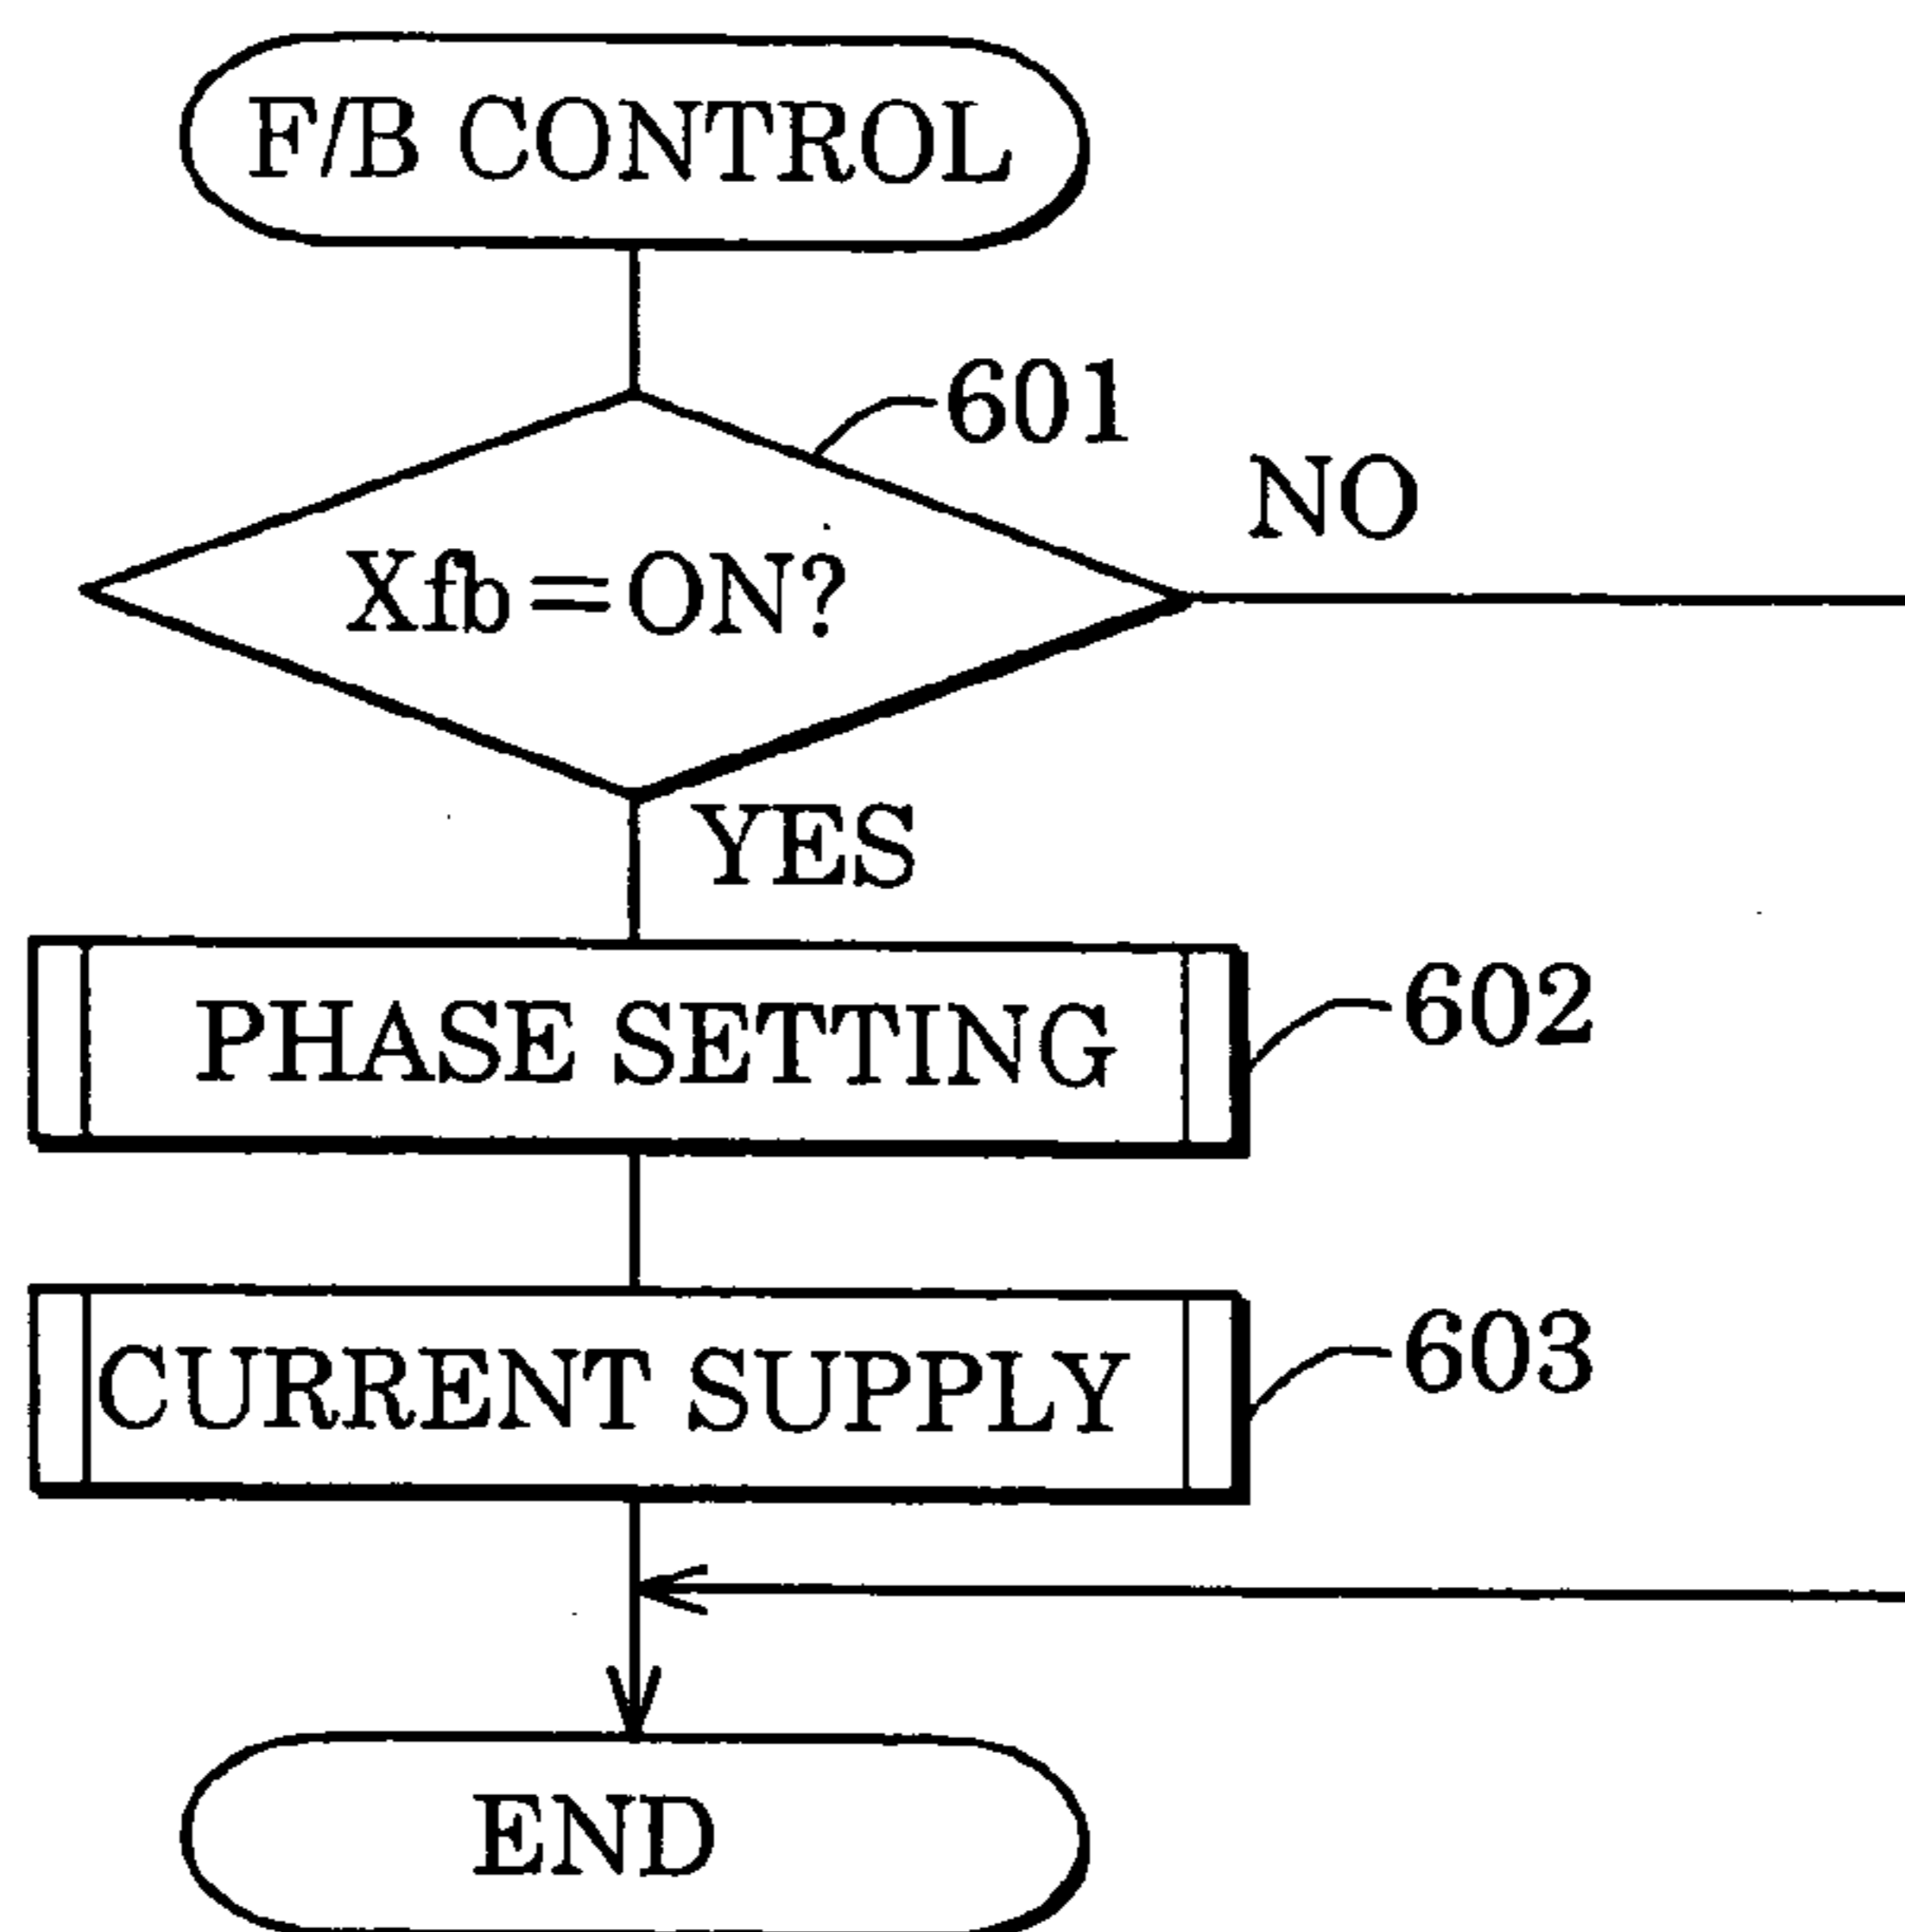 F/B CONTROL
601
NO
Xfb=ON?
YES
PHASE SETTING
602
CURRENT SUPPLY
603
END